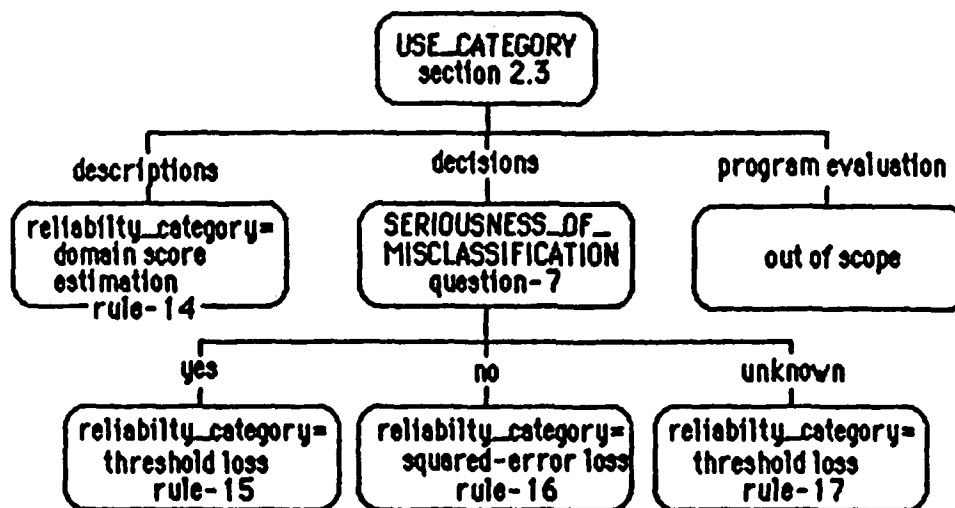 USE_CATEGORY
section 2.3
descriptions
decisions
program evaluation
reliabilty_category=
domain score
estimation
rule-14
SERIOUSNESS_OF_
MISCLASSIFICATION
question-7
out of scope
yes
no
unknown
reliabilty_category=
threshold loss
rule-15
reliabilty_category=
squared-error loss
rule-16
reliabilty_category=
threshold loss
rule-17